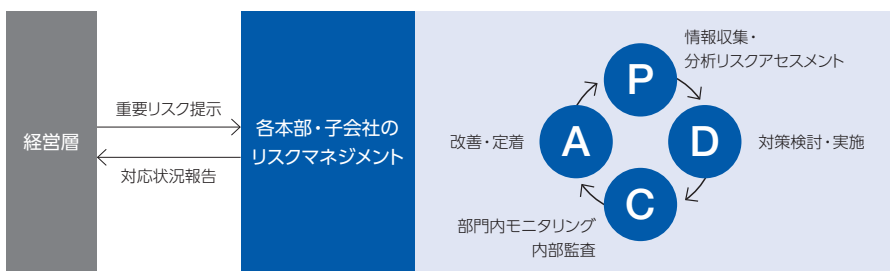 経営層
重要リスク提示
対応状況報告
各本部・子会社の
リスクマネジメント
P
情報収集・
分析リスクアセスメント
D
対策検討・実施
C
部門内モニタリング
内部監査
A
改善・定着